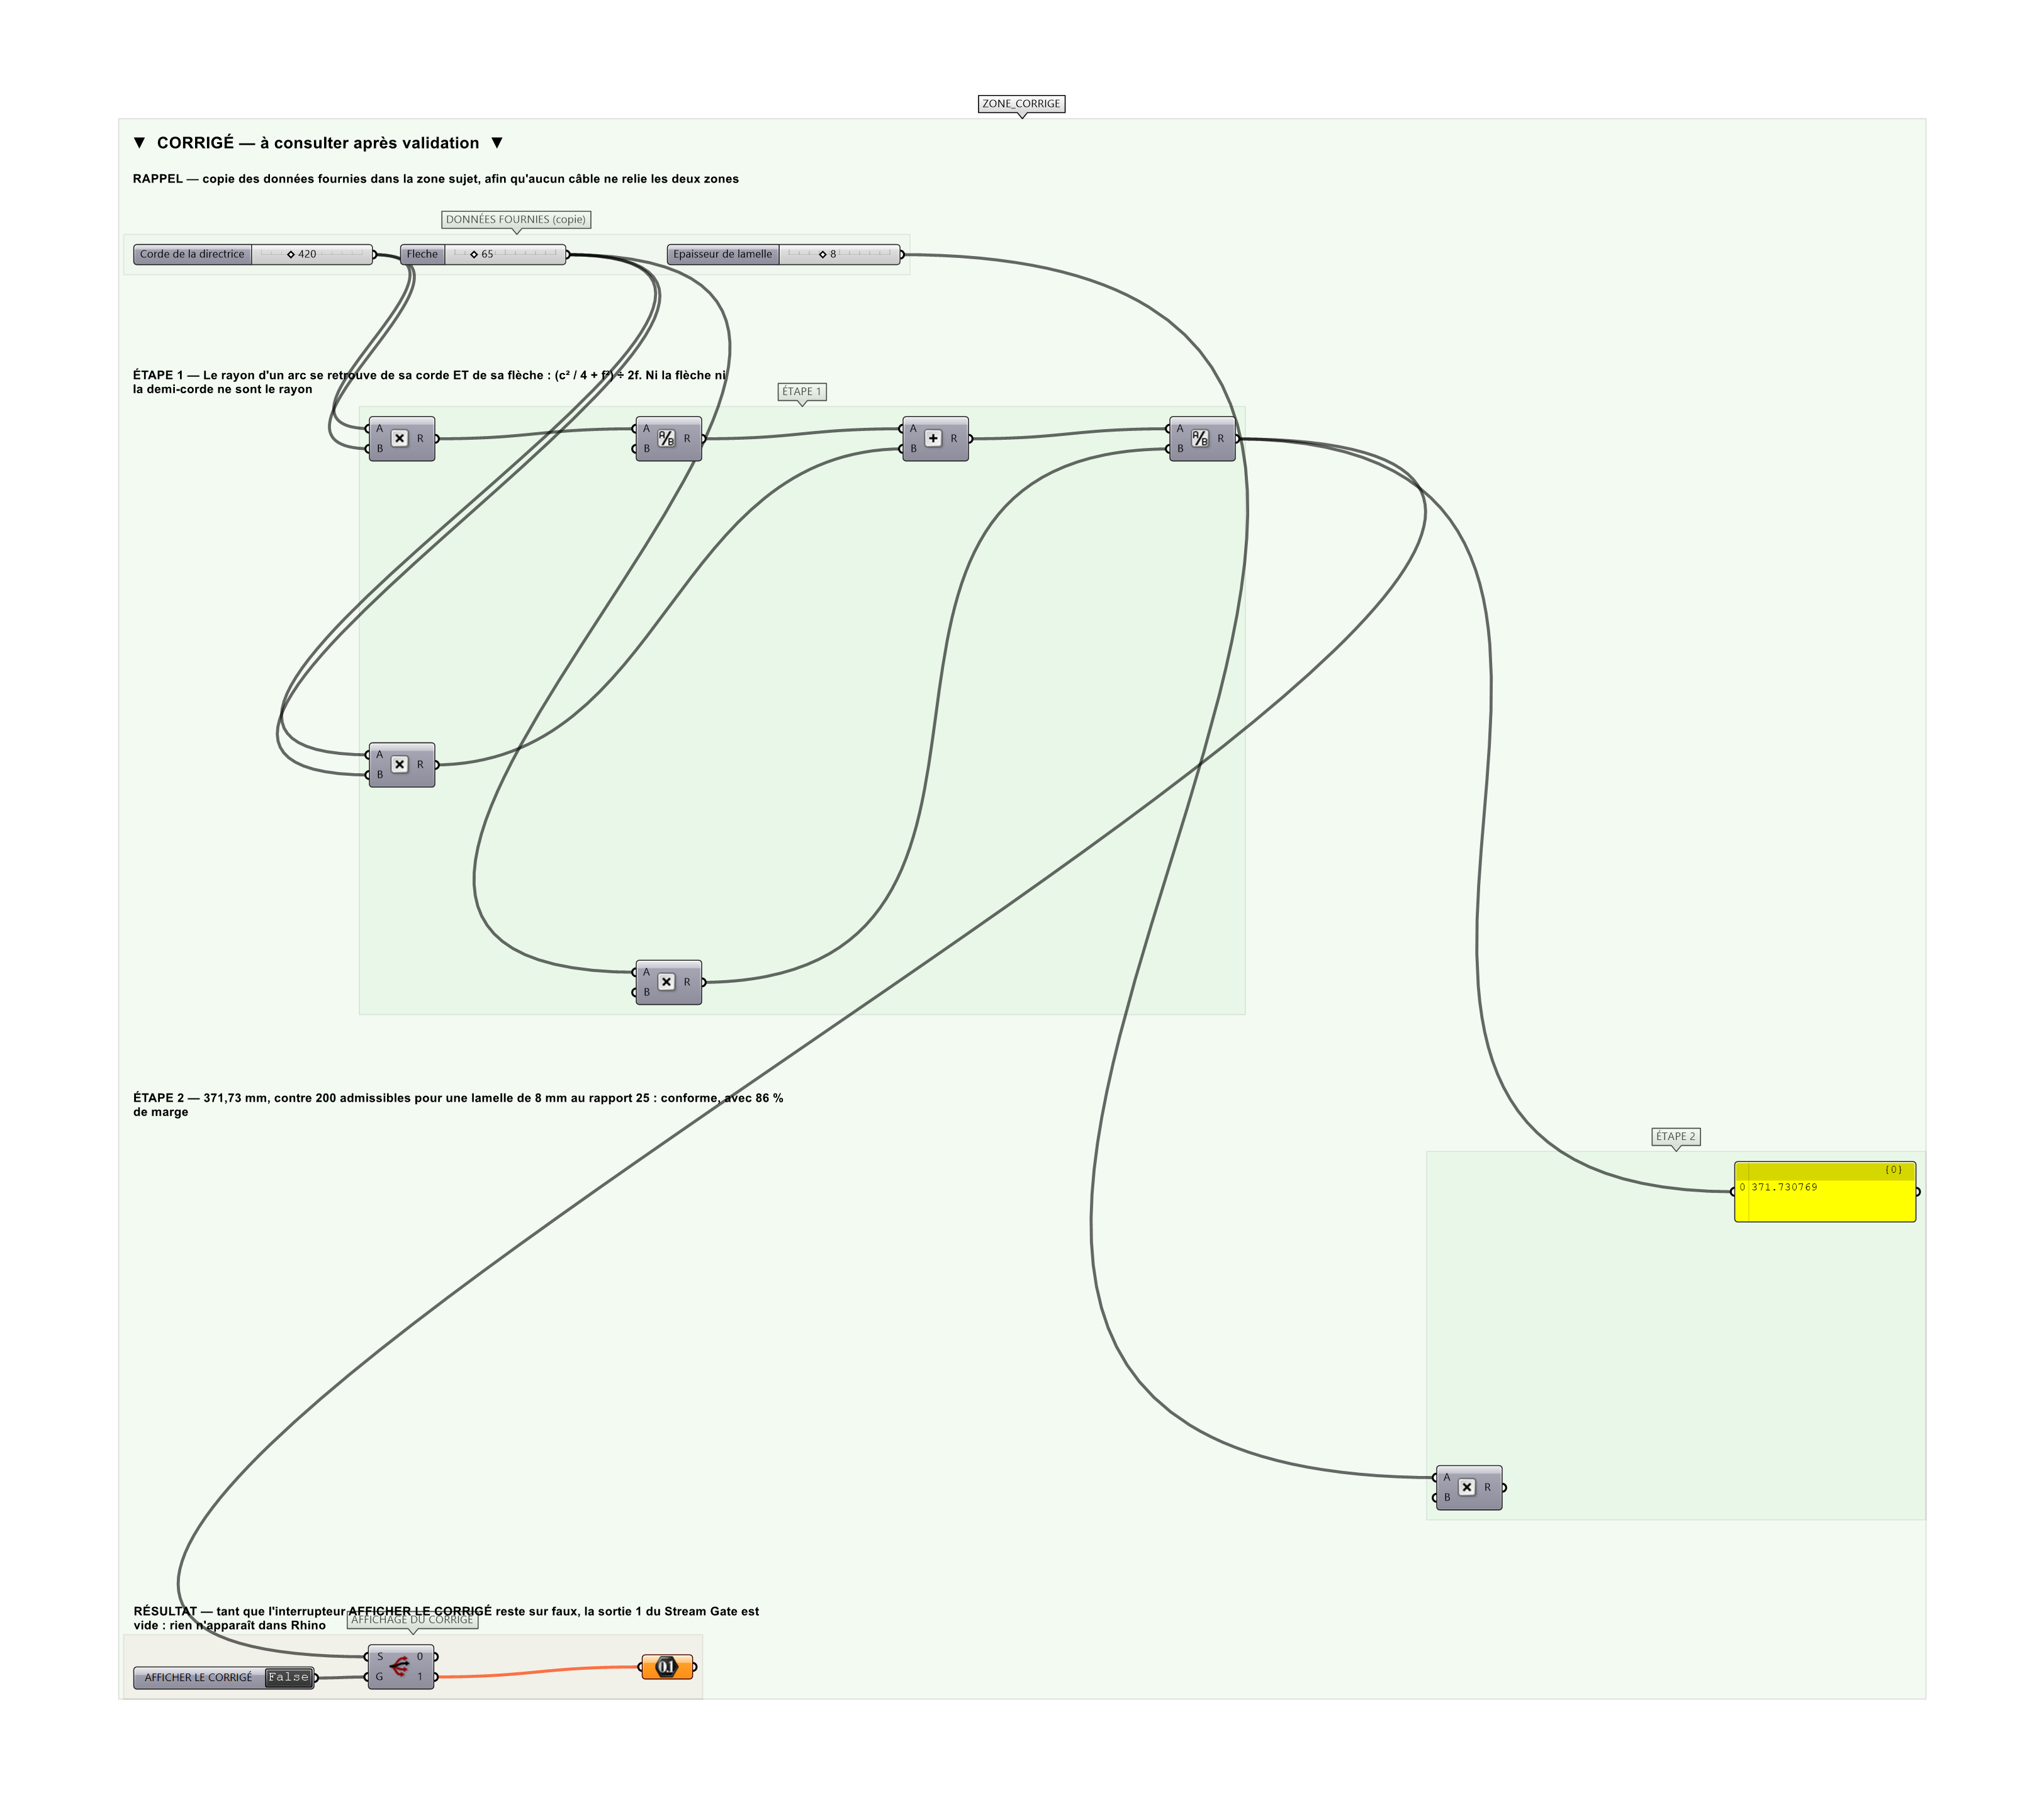 ZONE_CORRIGE
▼ CORRIGÉ — à consulter après validation ▼
RAPPEL — copie des données fournies dans la zone sujet, afin qu'aucun câble ne relie les deux zones
DONNÉES FOURNIES (copie)
Corde de la directrice ◇ 420
Fleche ◇ 65
Epaisseur de lamelle ◇ 8
ÉTAPE 1 — Le rayon d'un arc se retrouve de sa corde ET de sa flèche : (c² / 4 + f²) ÷ 2f. Ni la flèche ni
la demi-corde ne sont le rayon
ÉTAPE 1
A B × R
A B A/B R
A B + R
A B A/B R
A B × R
A B × R
ÉTAPE 2 — 371,73 mm, contre 200 admissibles pour une lamelle de 8 mm au rapport 25 : conforme, avec 86 %
de marge
ÉTAPE 2
{0}
0 371.730769
A B × R
RÉSULTAT — tant que l'interrupteur AFFICHER LE CORRIGÉ reste sur faux, la sortie 1 du Stream Gate est
vide : rien n'apparaît dans Rhino
AFFICHAGE DU CORRIGÉ
AFFICHER LE CORRIGÉ False
S G 0 1
0.1